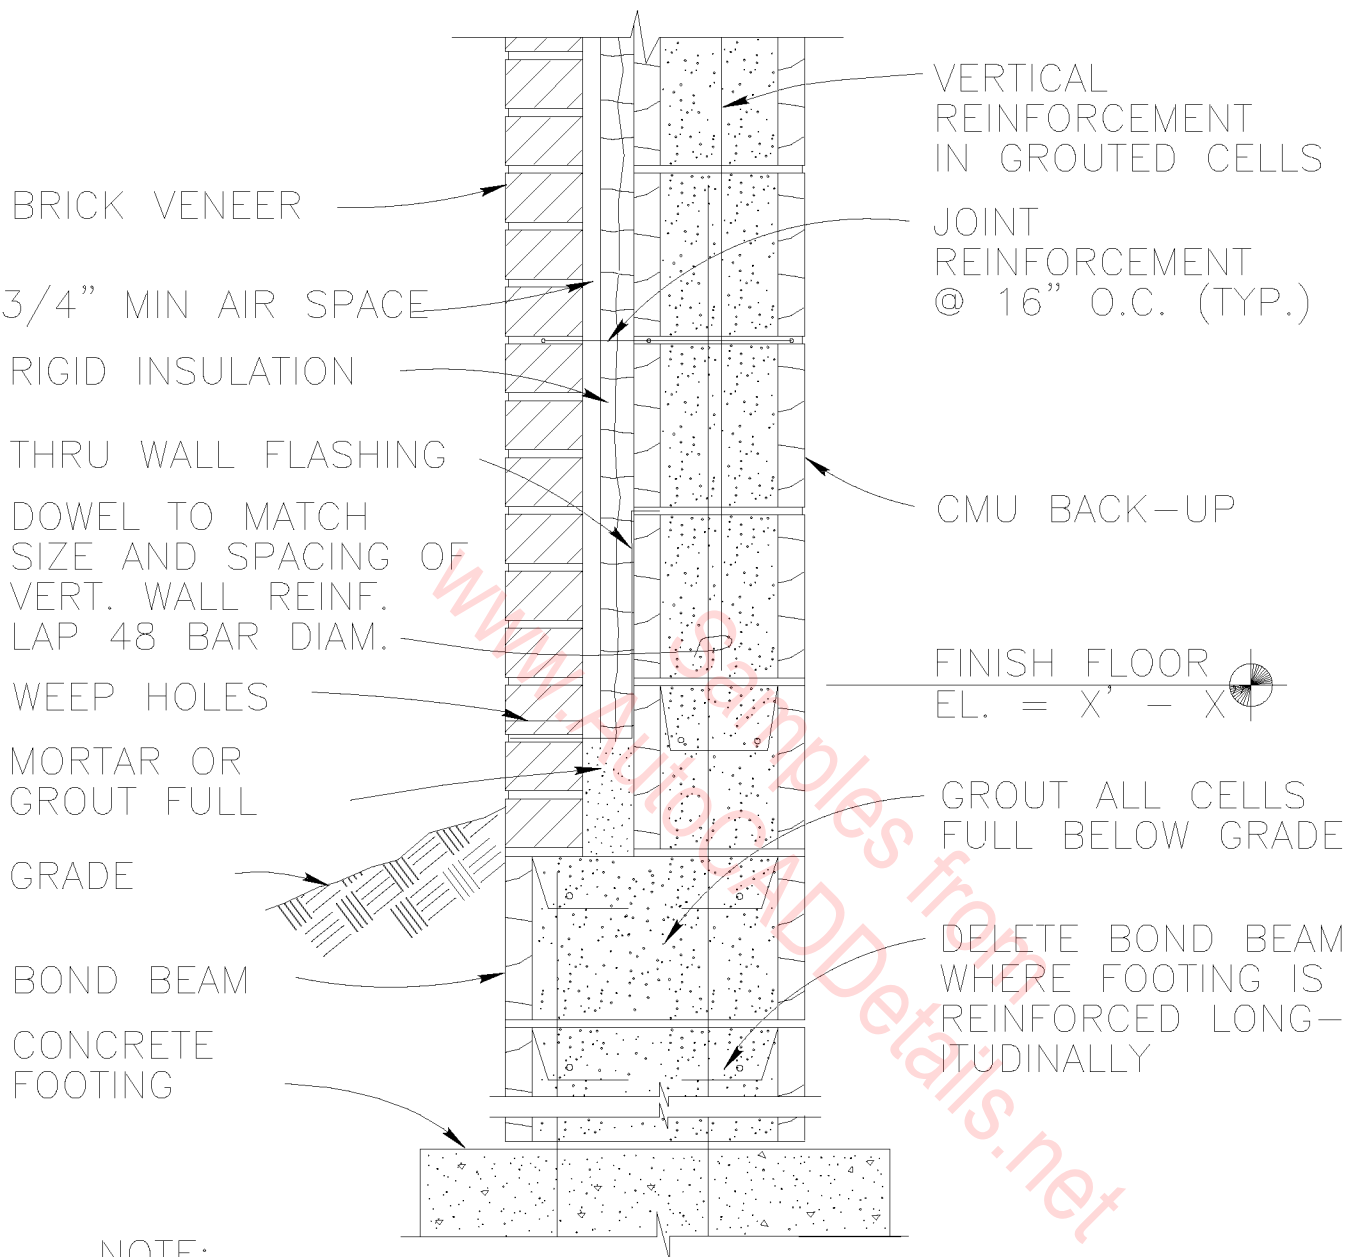 VERTICAL
REINFORCEMENT
IN GROUTED CELLS
BRICK VENEER
JOINT
REINFORCEMENT
@ 16" O.C. (TYP.)
3/4" MIN AIR SPACE
RIGID INSULATION
THRU WALL FLASHING
CMU BACK-UP
DOWEL TO MATCH
SIZE AND SPACING OF
VERT. WALL REINF.
LAP 48 BAR DIAM.
FINISH FLOOR
EL. = X' - X
WEEP HOLES
MORTAR OR
GROUT FULL
GROUT ALL CELLS
FULL BELOW GRADE
GRADE
BOND BEAM
DELETE BOND BEAM
WHERE FOOTING IS
REINFORCED LONG-
ITUDINALLY
CONCRETE
FOOTING
NOTE:
Samples from
www.AutoCADDetails.net